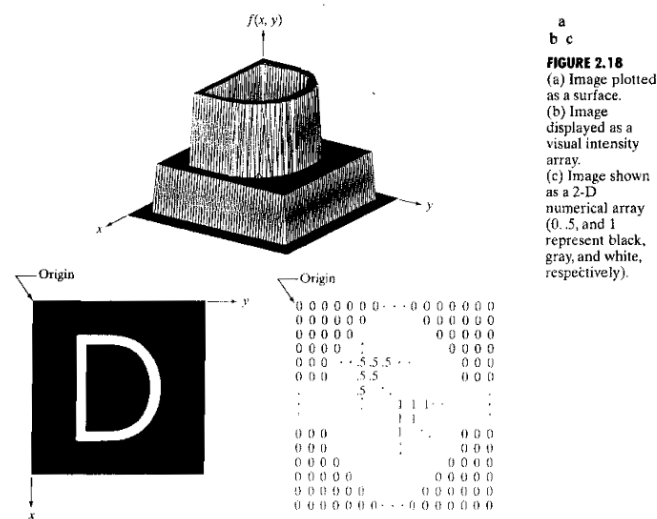 f(x, y)
a
b c
FIGURE 2.18
(a) Image plotted
as a surface.
(b) Image
displayed as a
visual intensity
array.
(c) Image shown
as a 2-D
numerical array
(0, .5, and 1
represent black,
gray, and white,
respectively).
x
y
Origin
y
D
x
Origin
0 0 0 0 0 0 0 · · · 0 0 0 0 0 0 0
0 0 0 0 0 0 0 0 0 0 0 0
0 0 0 0 0 0 0 0 0 0
0 0 0 0 0 0 0 0
0 0 0 · · .5 .5 .5 · · 0 0 0
0 0 0 .5 .5 0 0 0
.5
1 1 1 · ·
1 1
1
0 0 0 0 0 0
0 0 0 0 0 0
0 0 0 0 0 0 0 0
0 0 0 0 0 0 0 0 0 0
0 0 0 0 0 0 0 0 0 0 0 0
0 0 0 0 0 0 0 · · · 0 0 0 0 0 0 0